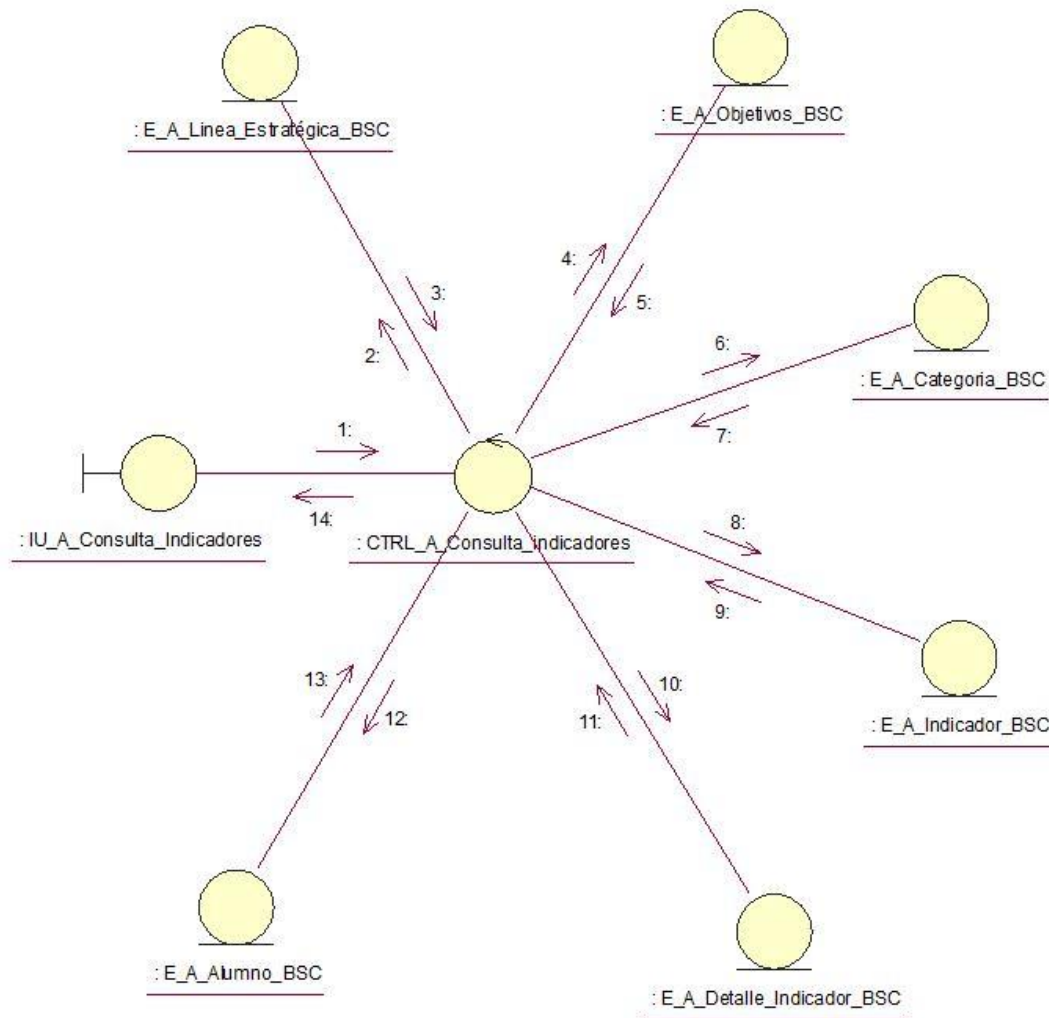 : E_A_Linea_Estratégica_BSC
: E_A_Objetivos_BSC
4:
3:
5:
2:
6:
: E_A_Categoria_BSC
7:
1:
14:
8:
: IU_A_Consulta_Indicadores
: CTRL_A_Consulta_indicadores
9:
13:
10:
12:
11:
: E_A_Indicador_BSC
: E_A_Alumno_BSC
: E_A_Detalle_Indicador_BSC